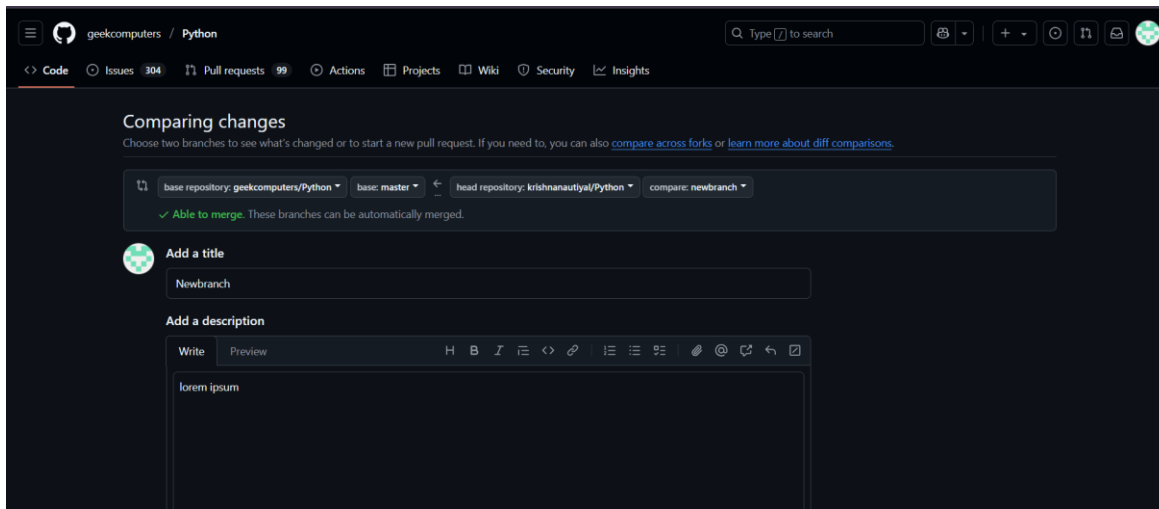 geekcomputers / Python
Type / to search
Code Issues 304 Pull requests 99 Actions Projects Wiki Security Insights
Comparing changes
Choose two branches to see what's changed or to start a new pull request. If you need to, you can also compare across forks or learn more about diff comparisons.
base repository: geekcomputers/Python base: master ← head repository: krishnanautiyal/Python compare: newbranch
✓ Able to merge. These branches can be automatically merged.
Add a title
Newbranch
Add a description
Write Preview H B I <> @
lorem ipsum